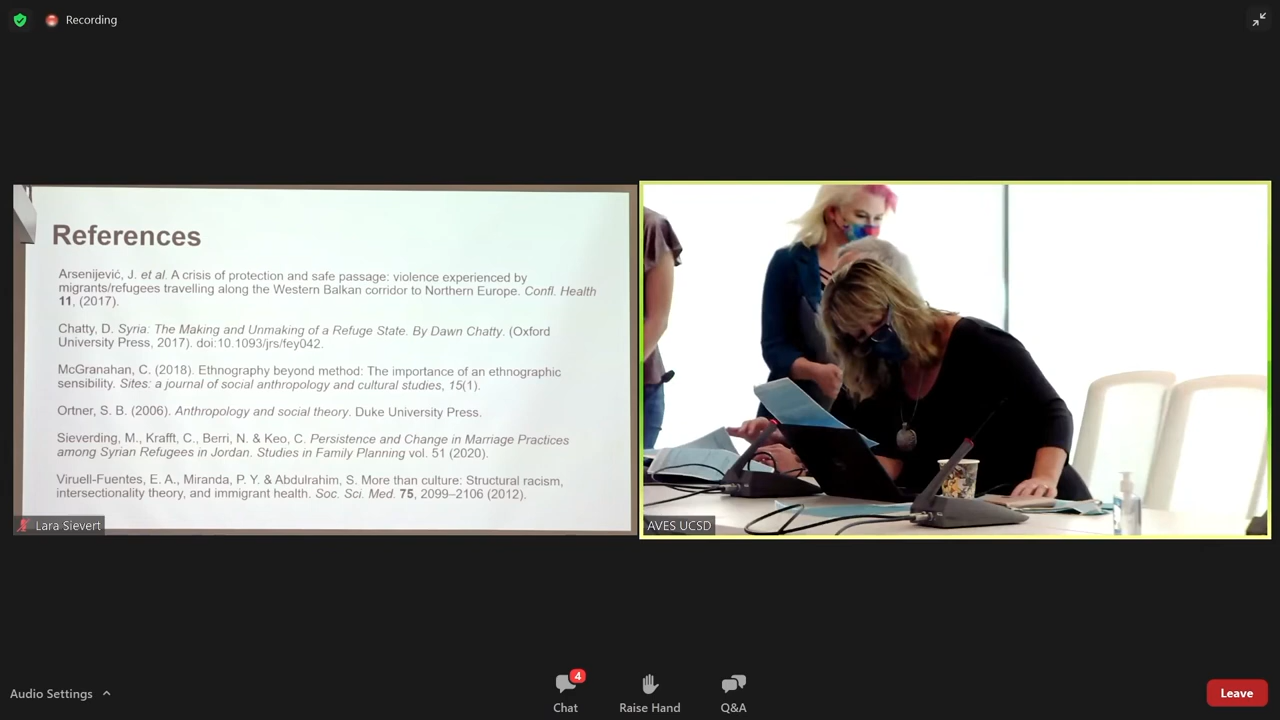 Recording
References
Arsenijević, J. et al. A crisis of protection and safe passage: violence experienced by
migrants/refugees travelling along the Western Balkan corridor to Northern Europe. Confl. Health
11, (2017).
Chatty, D. Syria: The Making and Unmaking of a Refuge State. By Dawn Chatty. (Oxford
University Press, 2017). doi:10.1093/jrs/fey042.
McGranahan, C. (2018). Ethnography beyond method: The importance of an ethnographic
sensibility. Sites: a journal of social anthropology and cultural studies, 15(1).
Ortner, S. B. (2006). Anthropology and social theory. Duke University Press.
Sieverding, M., Krafft, C., Berri, N. & Keo, C. Persistence and Change in Marriage Practices
among Syrian Refugees in Jordan. Studies in Family Planning vol. 51 (2020).
Viruell-Fuentes, E. A., Miranda, P. Y. & Abdulrahim, S. More than culture: Structural racism,
intersectionality theory, and immigrant health. Soc. Sci. Med. 75, 2099–2106 (2012).
Lara Sievert
AVES UCSD
Audio Settings
4
Chat
Raise Hand
Q&A
Leave